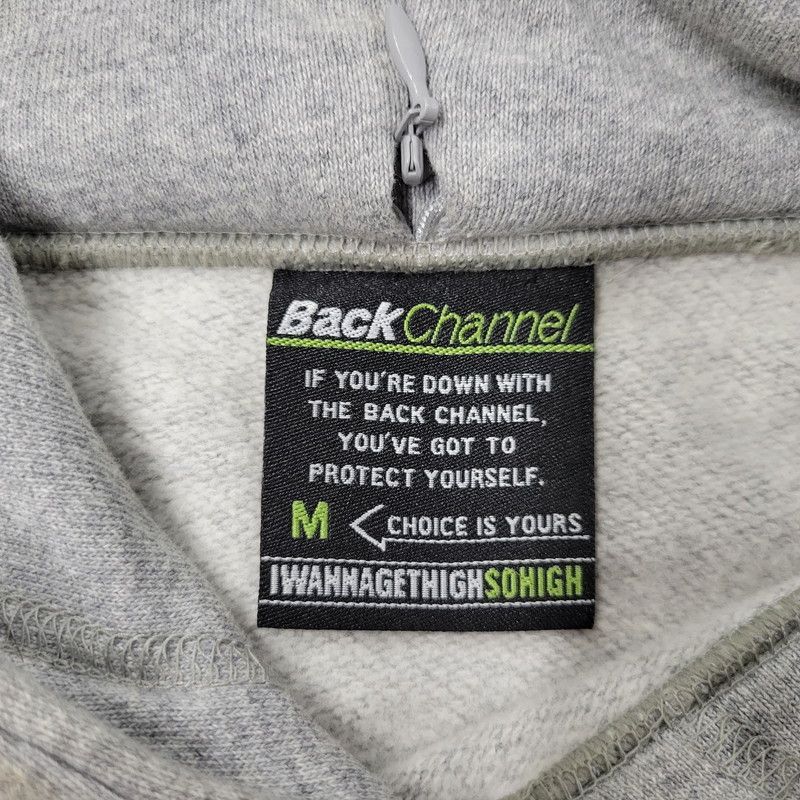 BackChannel
IF YOU'RE DOWN WITH
THE BACK CHANNEL,
YOU'VE GOT TO
PROTECT YOURSELF.
M CHOICE IS YOURS
IWANNAGETHIGHSOHIGH